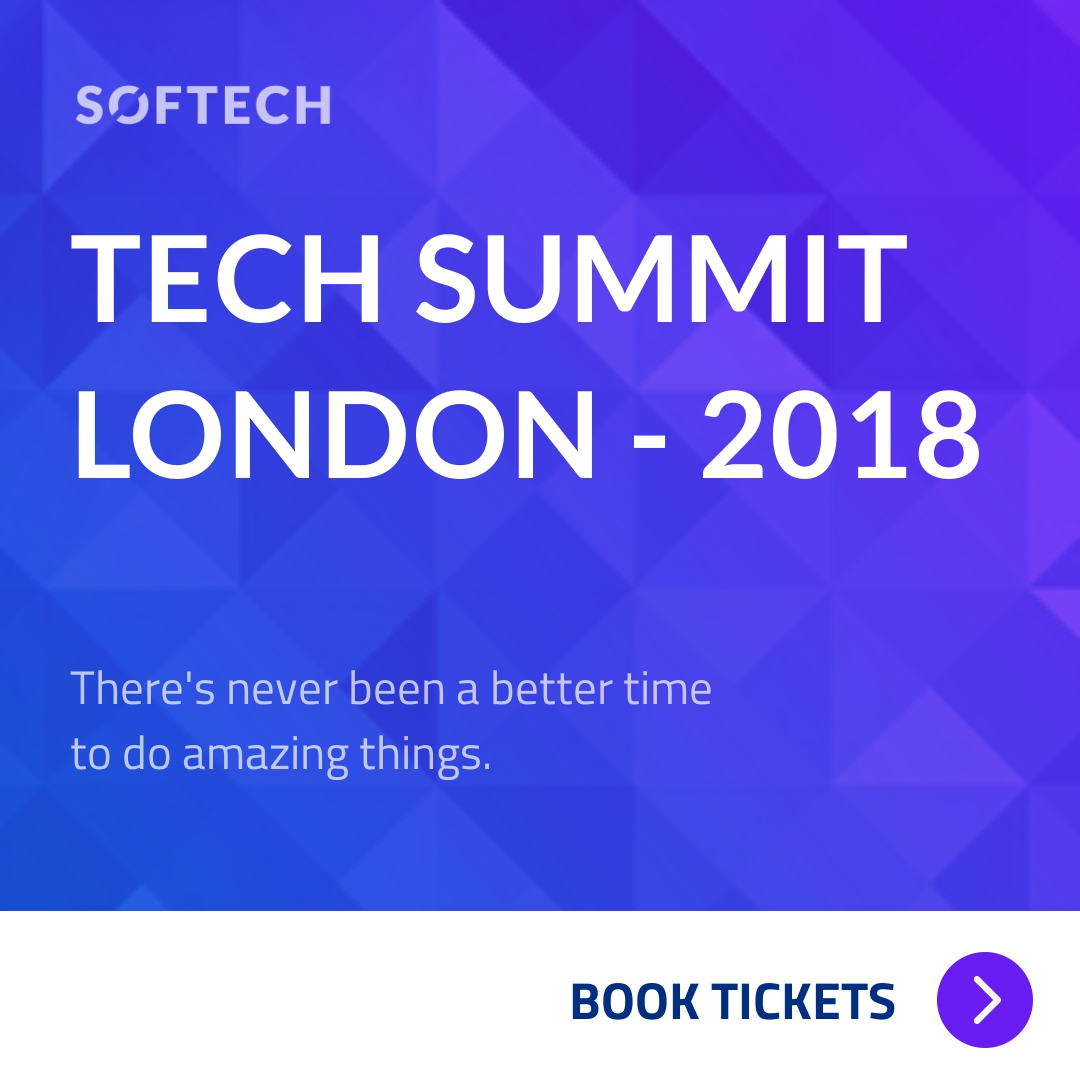 SOFTECH
TECH SUMMIT
LONDON - 2018
There's never been a better time
to do amazing things.
BOOK TICKETS